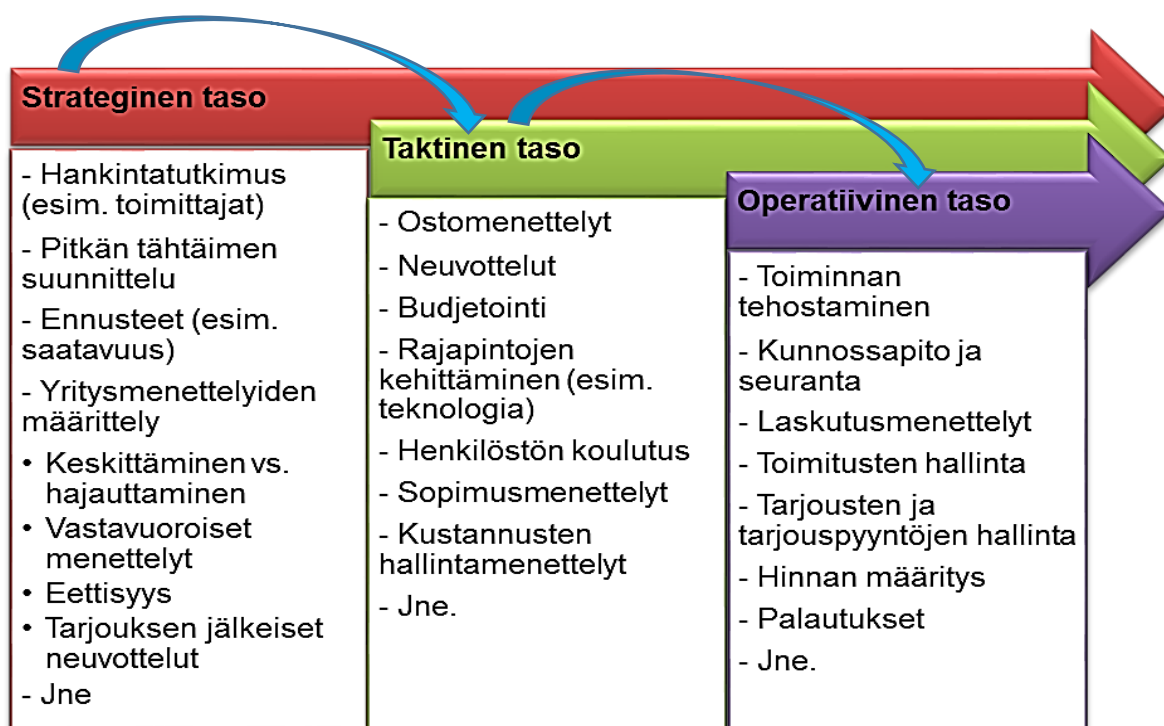 Strateginen taso
- Hankintatutkimus
(esim. toimittajat)
- Pitkän tähtäimen
suunnittelu
- Ennusteet (esim.
saatavuus)
- Yritysmenettelyiden
määrittely
• Keskittäminen vs.
hajauttaminen
• Vastavuoroiset
menettelyt
• Eettisyys
• Tarjouksen jälkeiset
neuvottelut
- Jne
Taktinen taso
- Ostomenettelyt
- Neuvottelut
- Budjetointi
- Rajapintojen
kehittäminen (esim.
teknologia)
- Henkilöstön koulutus
- Sopimusmenettelyt
- Kustannusten
hallintamenettelyt
- Jne.
Operatiivinen taso
- Toiminnan
tehostaminen
- Kunnossapito ja
seuranta
- Laskutusmenettelyt
- Toimitusten hallinta
- Tarjousten ja
tarjouspyyntöjen hallinta
- Hinnan määritys
- Palautukset
- Jne.